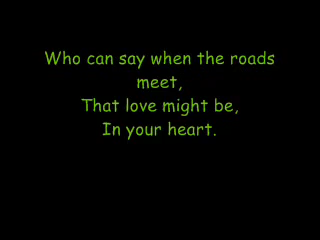 Who can say when the roads
meet,
That love might be,
In your heart.